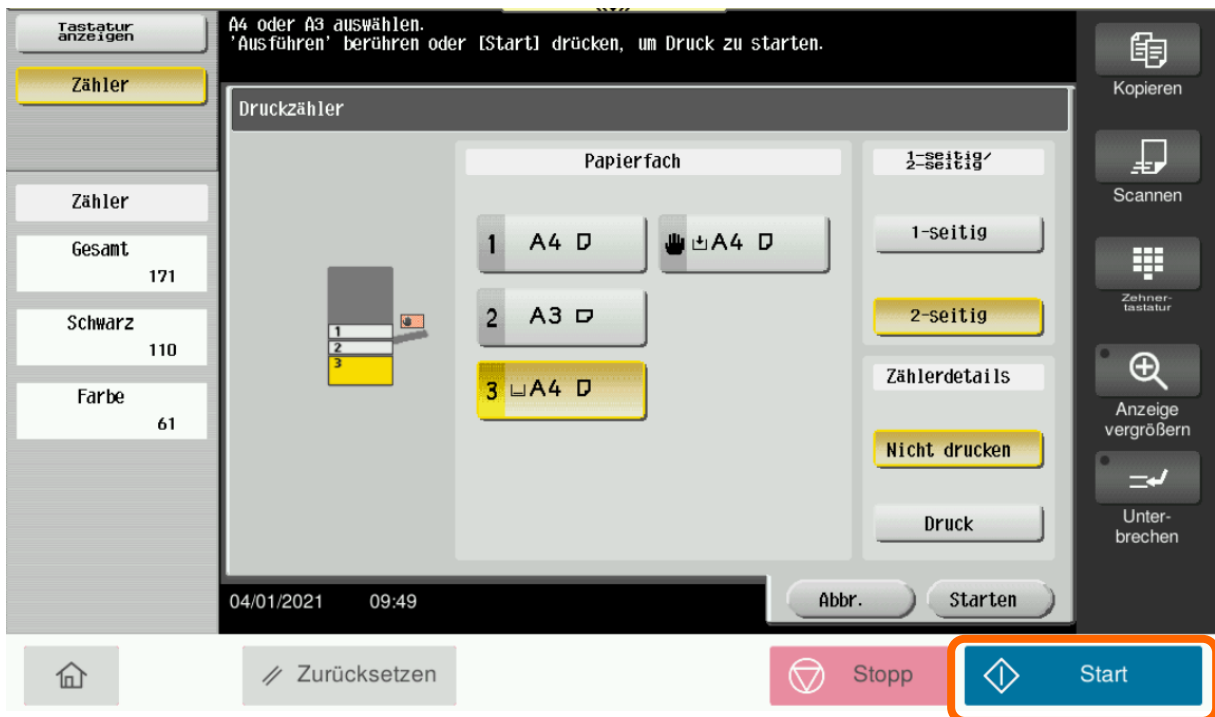 Tastatur
anzeigen
Zähler
Zähler
Gesamt
171
Schwarz
110
Farbe
61
A4 oder A3 auswählen.
'Ausführen' berühren oder [Start] drücken, um Druck zu starten.
Druckzähler
Papierfach
1 A4
A4
2 A3
3 A4
1
2
3
1-seitig/
2-seitig
1-seitig
2-seitig
Zählerdetails
Nicht drucken
Druck
04/01/2021 09:49
Abbr.
Starten
Kopieren
Scannen
Zehner-
tastatur
Anzeige
vergrößern
Unter-
brechen
Zurücksetzen
Stopp
Start